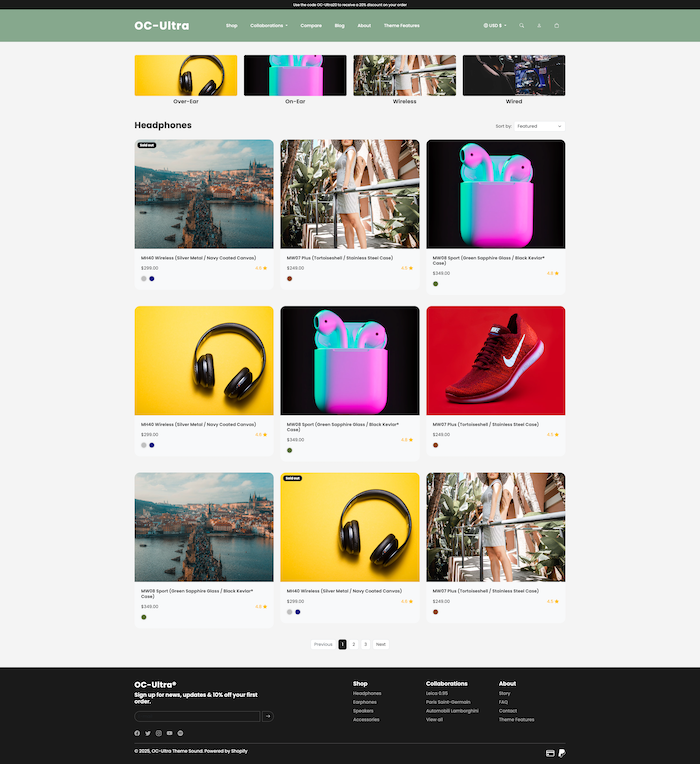 Use the code OC-Ultra20 to receive a 20% discount on your order
OC-Ultra
Shop
Collaborations
Compare
Blog
About
Theme Features
USD $
Over-Ear
On-Ear
Wireless
Wired
Headphones
Sort by:
Featured
Sold out
MH40 Wireless (Silver Metal / Navy Coated Canvas)
$299.00
4.6
MW07 Plus (Tortoiseshell / Stainless Steel Case)
$249.00
4.6
MW08 Sport (Green Sapphire Glass / Black Kevlar®
Case)
$349.00
4.6
MH40 Wireless (Silver Metal / Navy Coated Canvas)
$299.00
4.6
MW08 Sport (Green Sapphire Glass / Black Kevlar®
Case)
$349.00
4.6
MW07 Plus (Tortoiseshell / Stainless Steel Case)
$249.00
4.6
MW08 Sport (Green Sapphire Glass / Black Kevlar®
Case)
$349.00
4.6
Sold out
MH40 Wireless (Silver Metal / Navy Coated Canvas)
$299.00
4.6
MW07 Plus (Tortoiseshell / Stainless Steel Case)
$249.00
4.6
Previous
1
2
3
Next
OC-Ultra®
Sign up for news, updates & 10% off your first
order.
Shop
Headphones
Earphones
Speakers
Accessories
Collaborations
Leica 0.95
Paris Saint-Germain
Automobili Lamborghini
View all
About
Story
FAQ
Contact
Theme Features
© 2025, OC-Ultra Theme Sound. Powered by Shopify